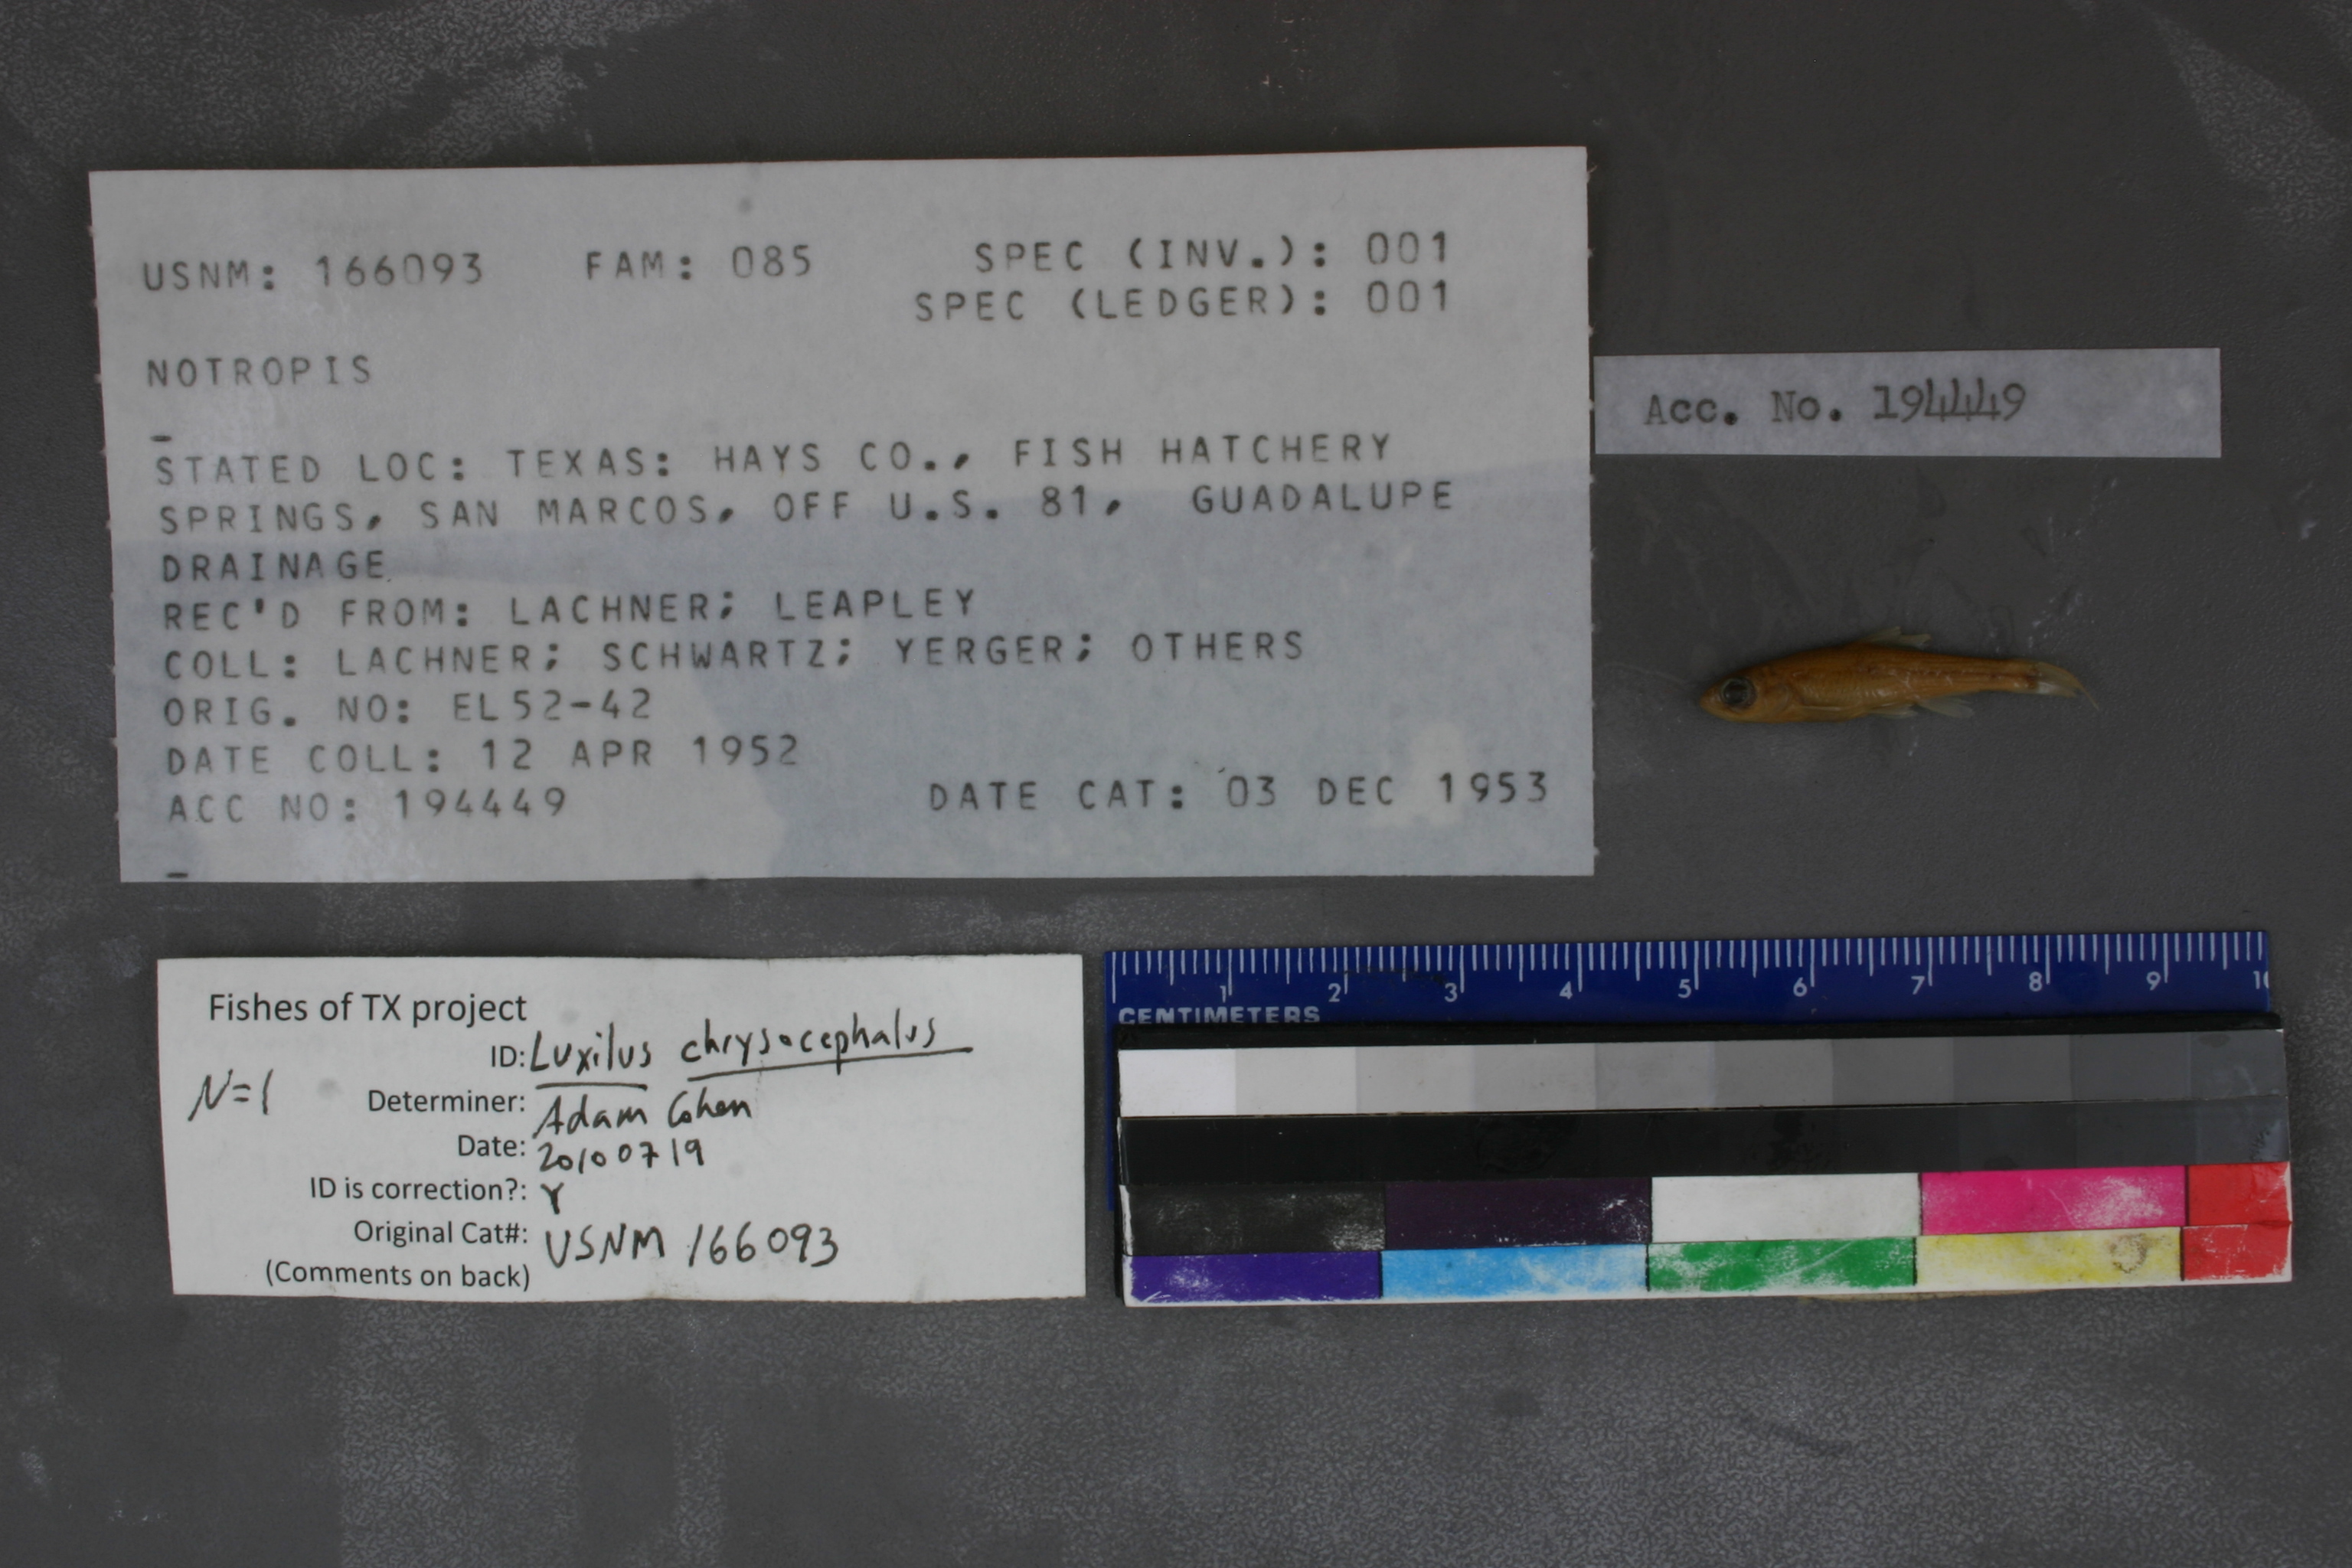 USNM: 166093 FAM: 085 SPEC (INV.): 001
SPEC (LEDGER): 001
NOTROPIS
STATED LOC: TEXAS: HAYS CO., FISH HATCHERY
SPRINGS, SAN MARCOS, OFF U.S. 81, GUADALUPE
DRAINAGE
REC'D FROM: LACHNER; LEAPLEY
COLL: LACHNER; SCHWARTZ; YERGER; OTHERS
ORIG. NO: EL52-42
DATE COLL: 12 APR 1952
ACC NO: 194449 DATE CAT: 03 DEC 1953
Acc. No. 194449
Fishes of TX project
ID: Luxilus chrysocephalus
N=1
Determiner: Adam Cohen
Date: 20100719
ID is correction?: Y
Original Cat#: USNM 166093
(Comments on back)
1 2 3 4 5 6 7 8 9 10
CENTIMETERS